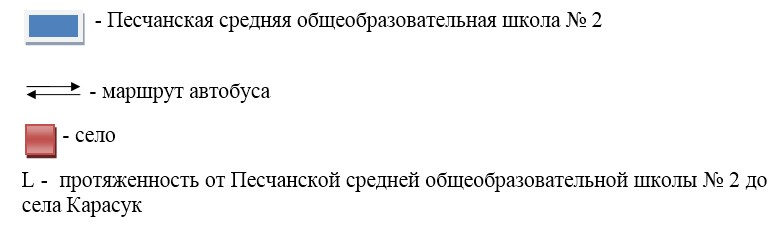 - Песчанская средняя общеобразовательная школа № 2
- маршрут автобуса
- село
L - протяженность от Песчанской средней общеобразовательной школы № 2 до
села Карасук